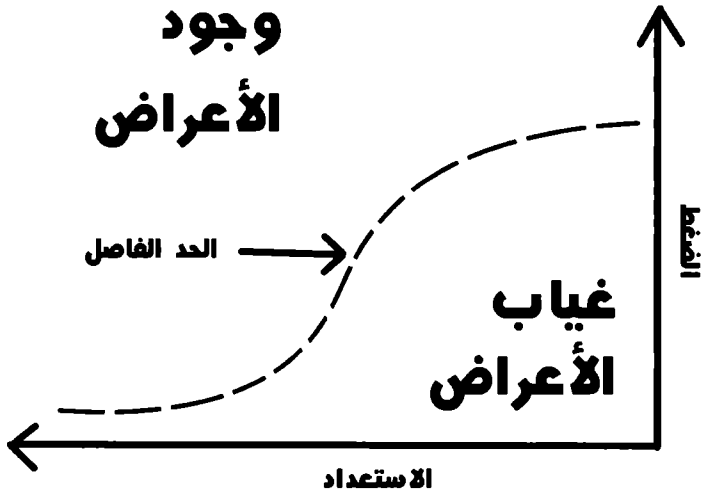 وجود
الأعراض
الضغط
الحد الفاصل
غياب
الأعراض
الاستعداد